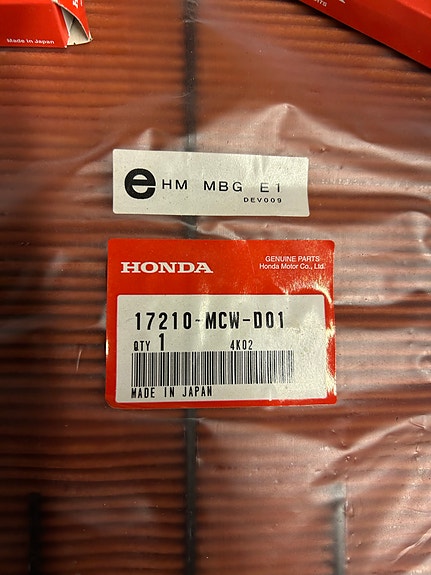 Made in Japan
e HM MBG E1
DEV009
HONDA
GENUINE PARTS
Honda Motor Co., Ltd.
17210-MCW-D01
QTY 1 4K02
MADE IN JAPAN